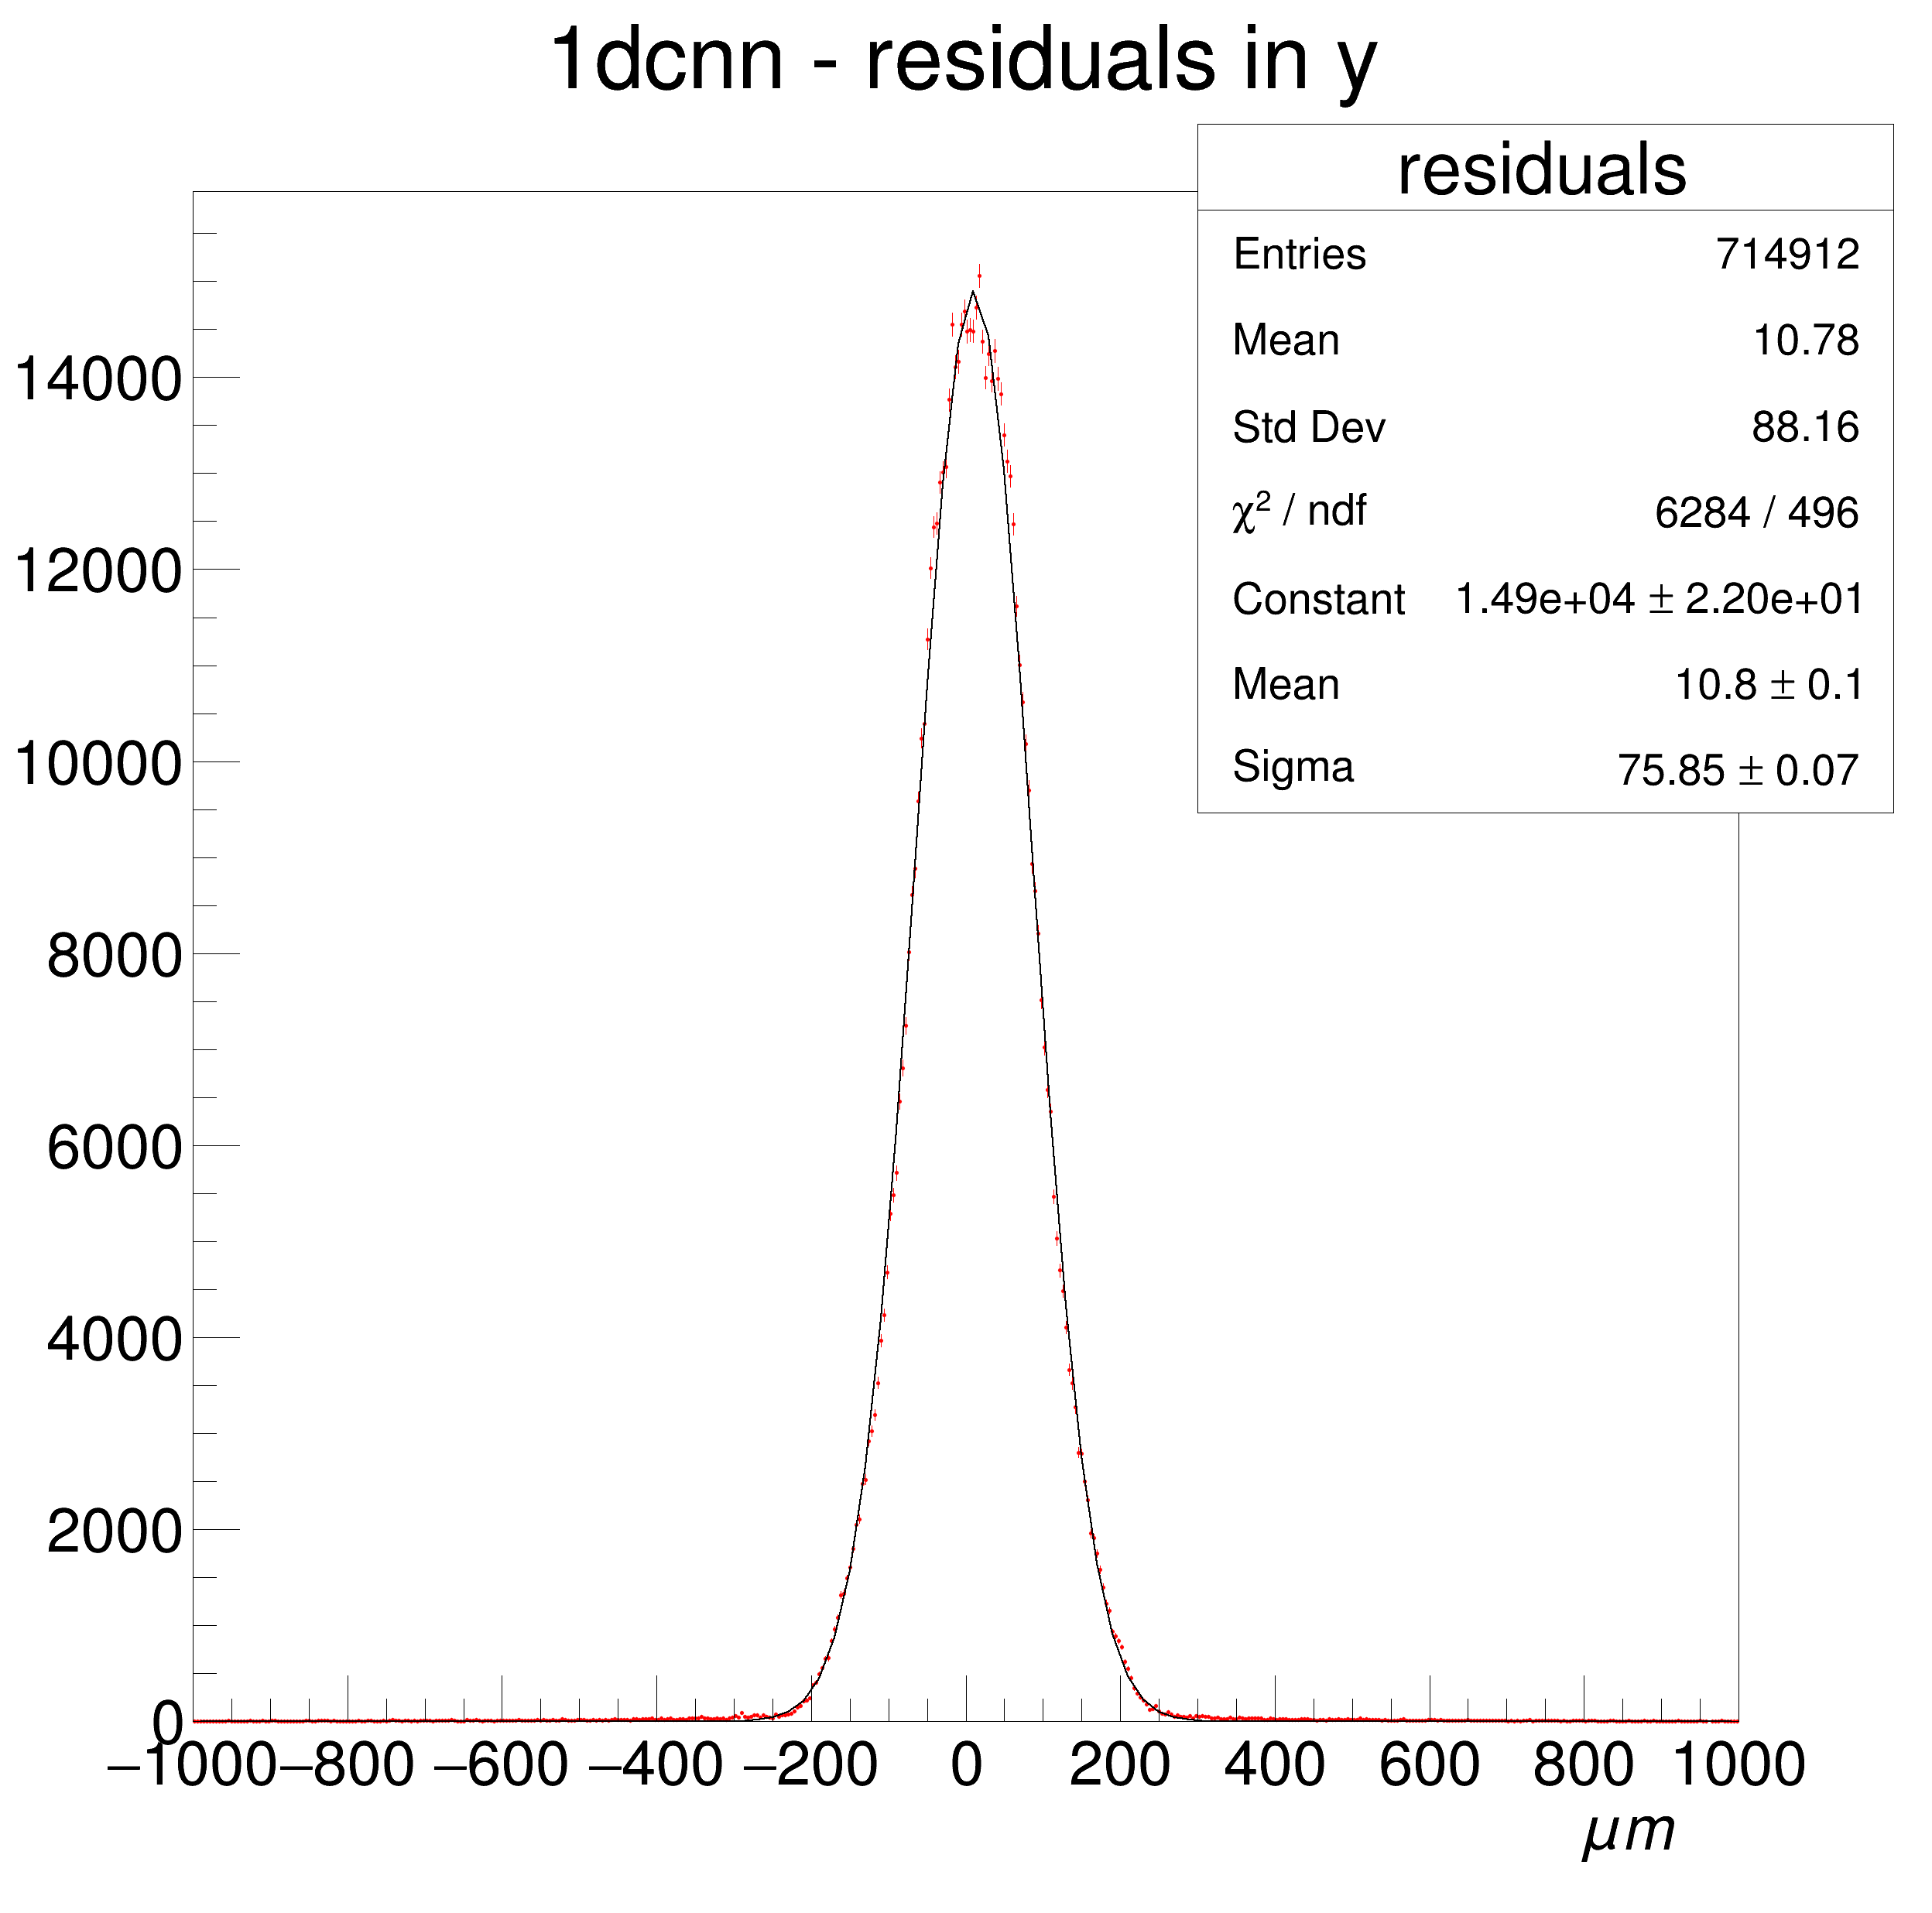 1dcnn - residuals in y
residuals
Entries 714912
Mean 10.78
Std Dev 88.16
χ² / ndf 6284 / 496
Constant 1.49e+04 ± 2.20e+01
Mean 10.8 ± 0.1
Sigma 75.85 ± 0.07
14000
12000
10000
8000
6000
4000
2000
0
−1000 −800 −600 −400 −200 0 200 400 600 800 1000
μm